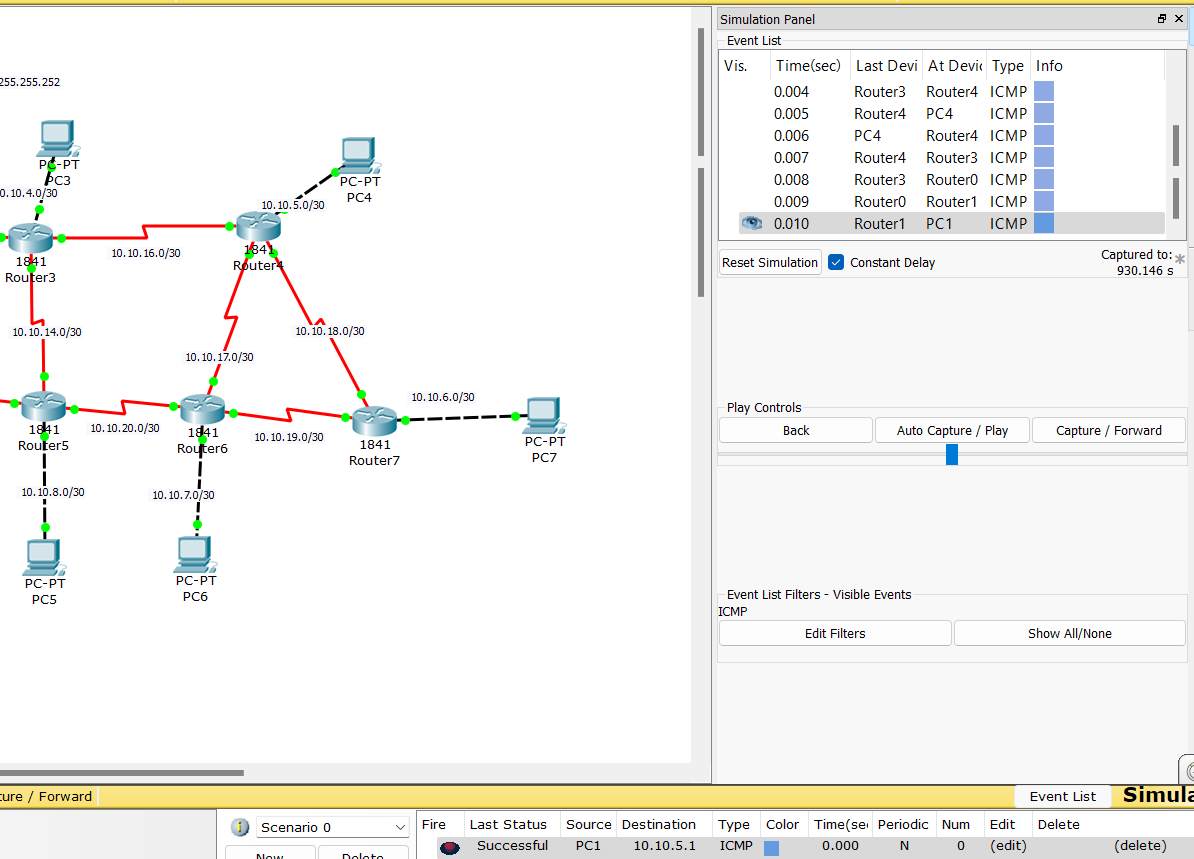 255.255.252
PC-PT
PC3
0.10.4.0/30
PC-PT
PC4
10.10.5.0/30
10.10.16.0/30
1841
Router3
1841
Router4
10.10.14.0/30
10.10.18.0/30
10.10.17.0/30
10.10.6.0/30
PC-PT
PC7
10.10.20.0/30
10.10.19.0/30
1841
Router5
1841
Router6
1841
Router7
10.10.8.0/30
10.10.7.0/30
PC-PT
PC5
PC-PT
PC6
Simulation Panel
Event List
Vis. Time(sec) Last Devi At Devic Type Info
0.004 Router3 Router4 ICMP
0.005 Router4 PC4 ICMP
0.006 PC4 Router4 ICMP
0.007 Router4 Router3 ICMP
0.008 Router3 Router0 ICMP
0.009 Router0 Router1 ICMP
0.010 Router1 PC1 ICMP
Reset Simulation Constant Delay Captured to: *
930.146 s
Play Controls
Back Auto Capture / Play Capture / Forward
Event List Filters - Visible Events
ICMP
Edit Filters Show All/None
ture / Forward Event List Simula
Scenario 0
New Delete
Fire Last Status Source Destination Type Color Time(sec Periodic Num Edit Delete
Successful PC1 10.10.5.1 ICMP 0.000 N 0 (edit) (delete)